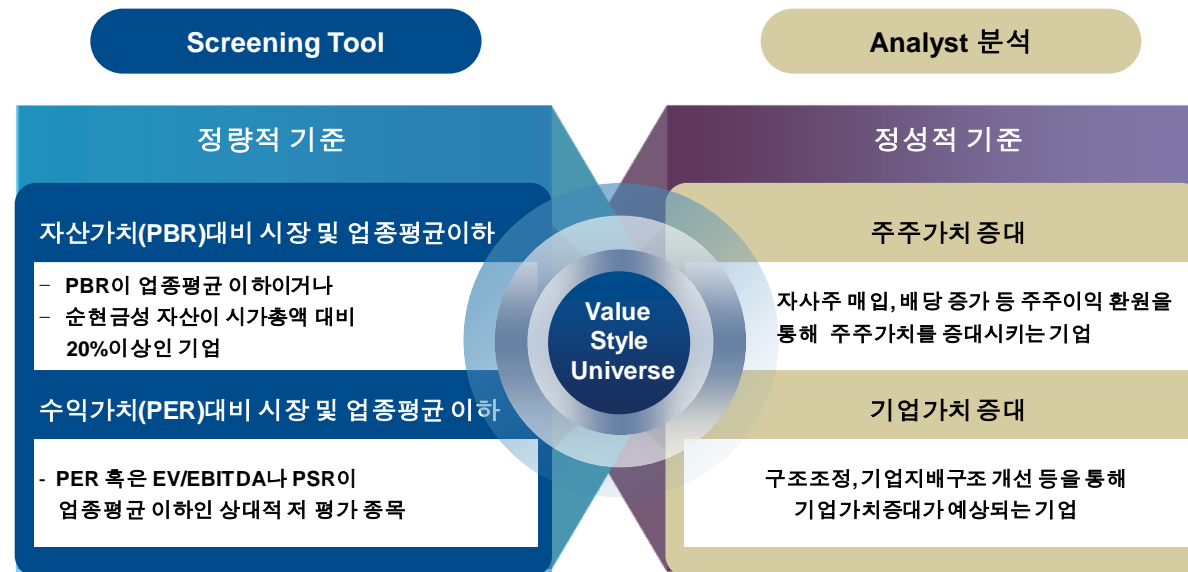 Screening Tool
정량적 기준
자산가치(PBR)대비 시장 및 업종평균이하
– PBR이 업종평균 이하이거나
– 순현금성 자산이 시가총액 대비
20%이상인 기업
수익가치(PER)대비 시장 및 업종평균 이하
- PER 혹은 EV/EBITDA나 PSR이
업종평균 이하인 상대적 저 평가 종목
Value
Style
Universe
Analyst 분석
정성적 기준
주주가치 증대
자사주 매입, 배당 증가 등 주주이익 환원을
통해 주주가치를 증대시키는 기업
기업가치 증대
구조조정, 기업지배구조 개선 등을 통해
기업가치증대가 예상되는 기업